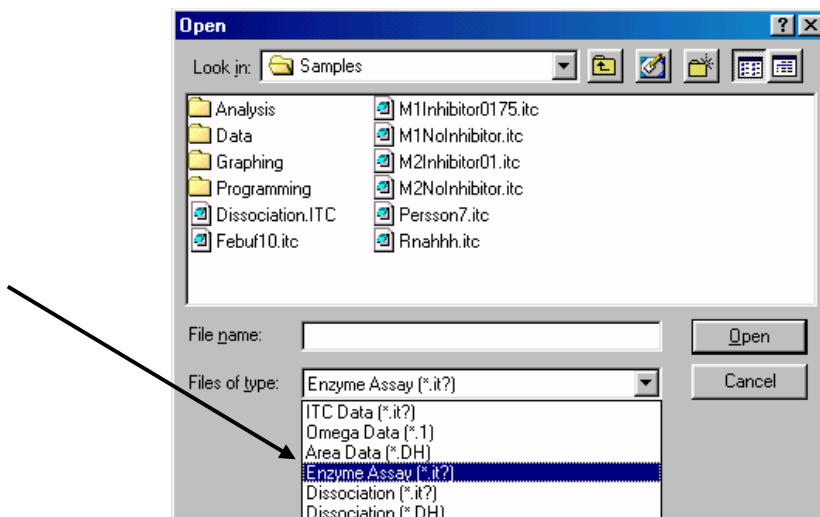 Open
Look in: Samples
Analysis
Data
Graphing
Programming
Dissociation.ITC
Febuf10.itc
M1Inhibitor0175.itc
M1NoInhibitor.itc
M2Inhibitor01.itc
M2NoInhibitor.itc
Persson7.itc
Rnahhh.itc
File name:
Open
Files of type: Enzyme Assay (*.it?)
Cancel
ITC Data (*.it?)
Omega Data (*.1)
Area Data (*.DH)
Enzyme Assay (*.it?)
Dissociation (*.it?)
Dissociation (*.DH)